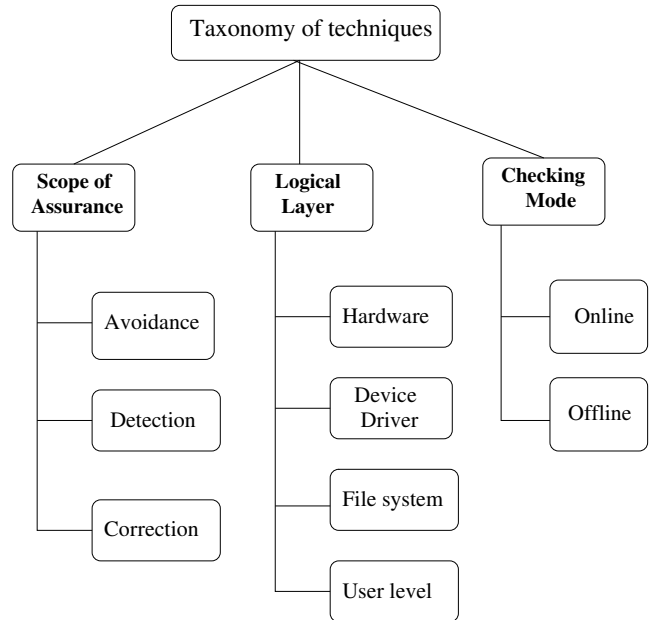 Taxonomy of techniques
Scope of
Assurance
Avoidance
Detection
Correction
Logical
Layer
Hardware
Device
Driver
File system
User level
Checking
Mode
Online
Offline